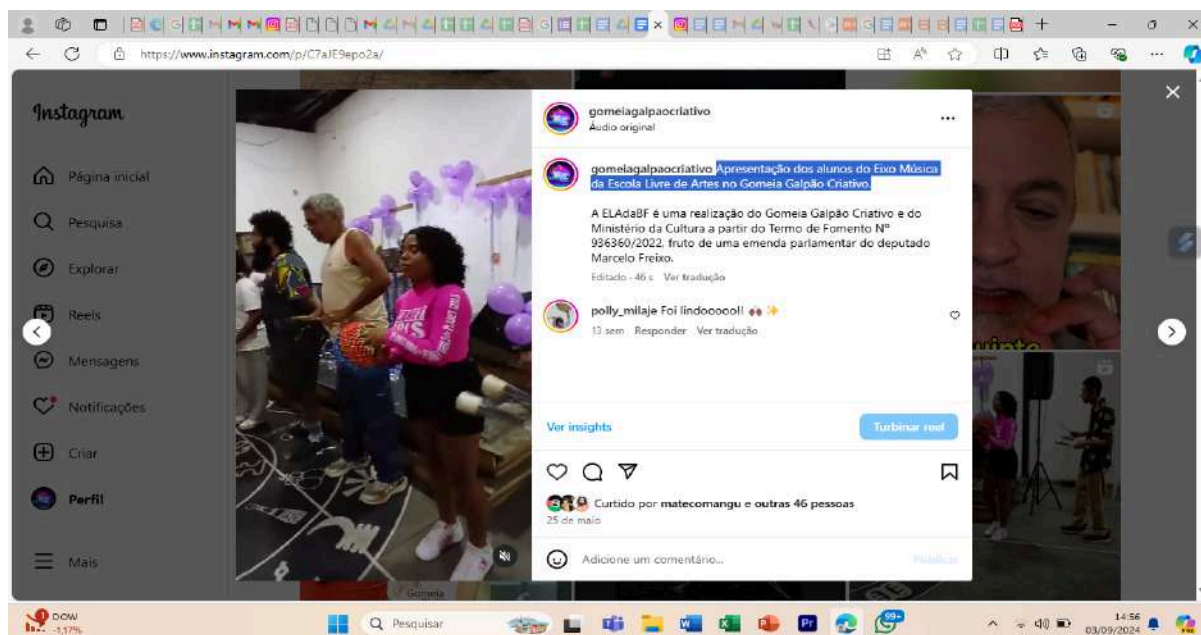 https://www.instagram.com/p/C7aJE9epo2a/
Instagram
Página inicial
Pesquisa
Explorar
Reels
Mensagens
Notificações
Criar
Perfil
Mais
gomeiagalpaocriativo
Áudio original
gomeiagalpaocriativo Apresentação dos alunos do Eixo Música
da Escola Livre de Artes no Gomeia Galpão Criativo.
A ELAdaBF é uma realização do Gomeia Galpão Criativo e do
Ministério da Cultura a partir do Termo de Fomento Nº
936360/2022, fruto de uma emenda parlamentar do deputado
Marcelo Freixo.
Editado · 46 s Ver tradução
polly_milaje Foi lindoooooll
13 sem Responder Ver tradução
Ver insights
Turbinar reel
Curtido por matecomangu e outras 46 pessoas
25 de maio
Adicione um comentário...
Publicar
Gomeia
DOW
-1,17%
Pesquisar
99+
14:56
03/09/2024